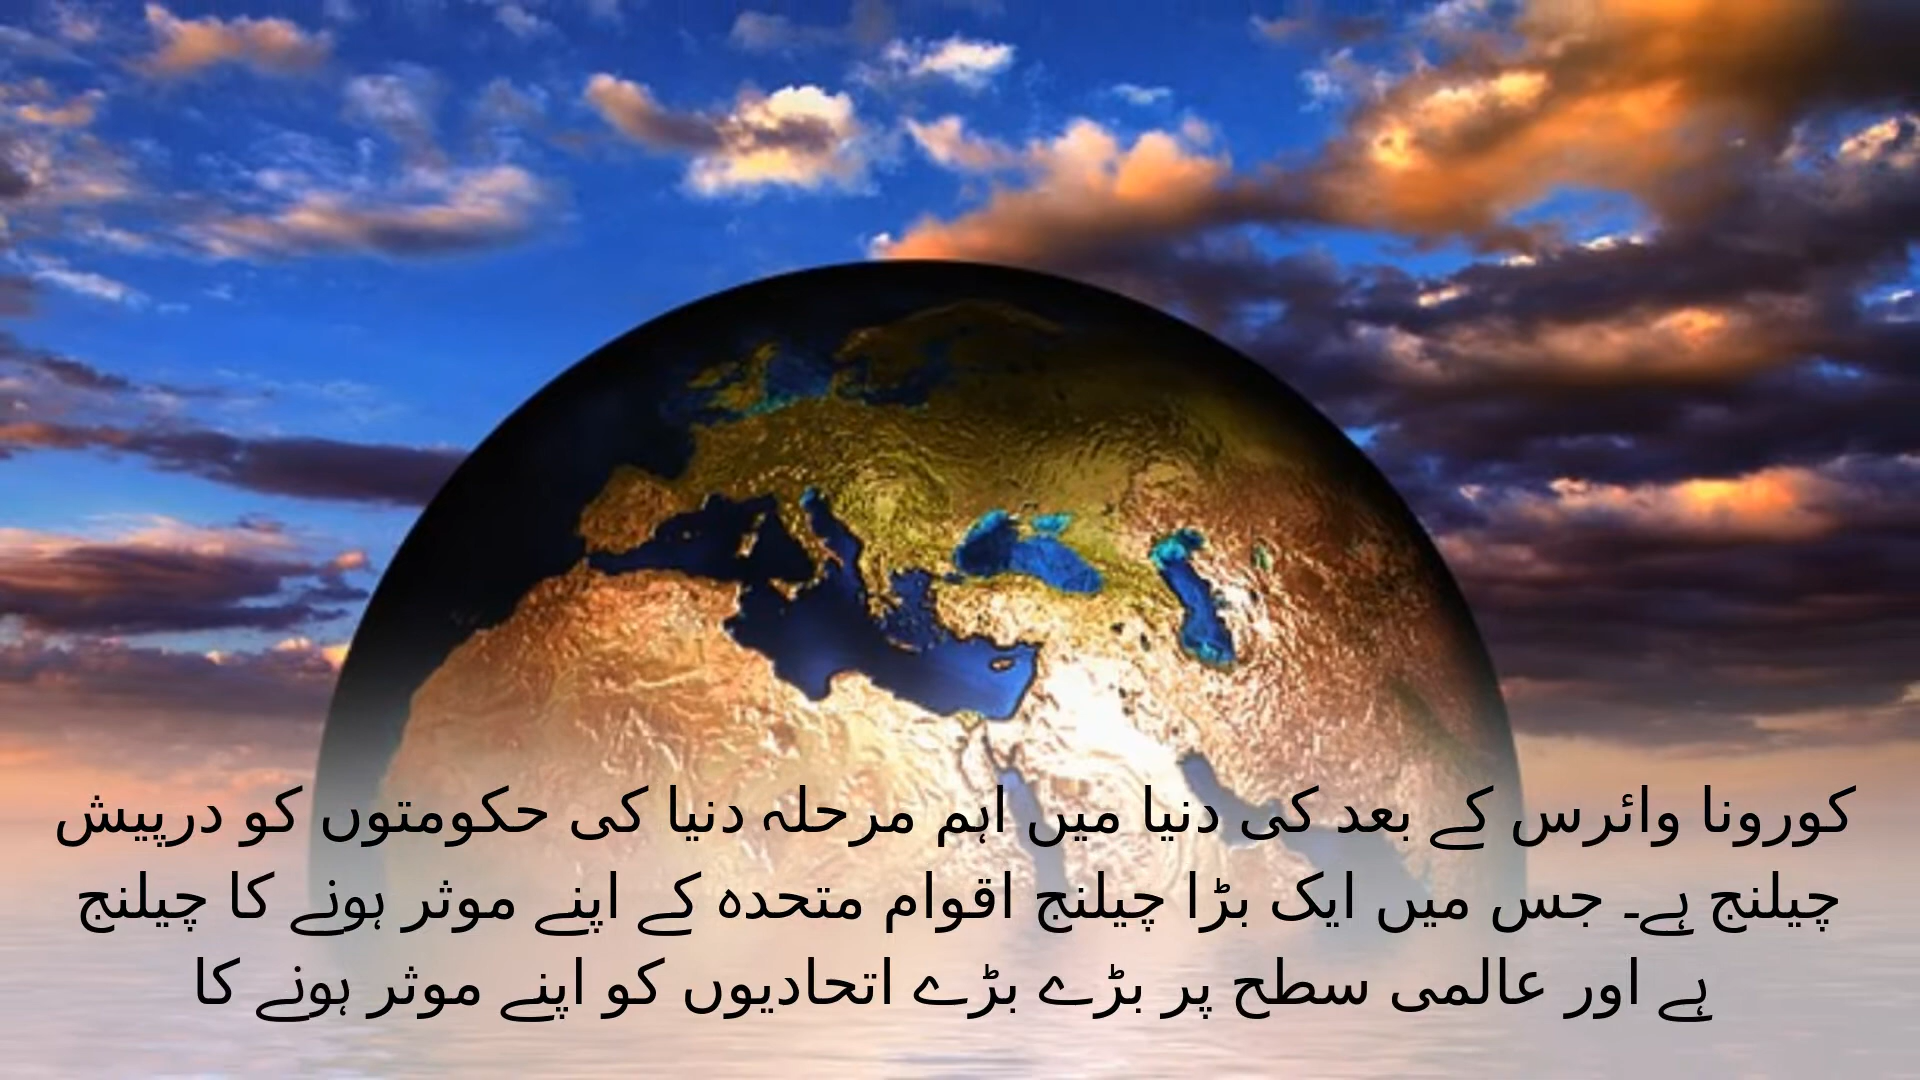 کورونا وائرس کے بعد کی دنیا میں اہم مرحلہ دنیا کی حکومتوں کو درپیش
چیلنج ہے۔ جس میں ایک بڑا چیلنج اقوام متحدہ کے اپنے موثر ہونے کا چیلنج
ہے اور عالمی سطح پر بڑے بڑے اتحادیوں کو اپنے موثر ہونے کا